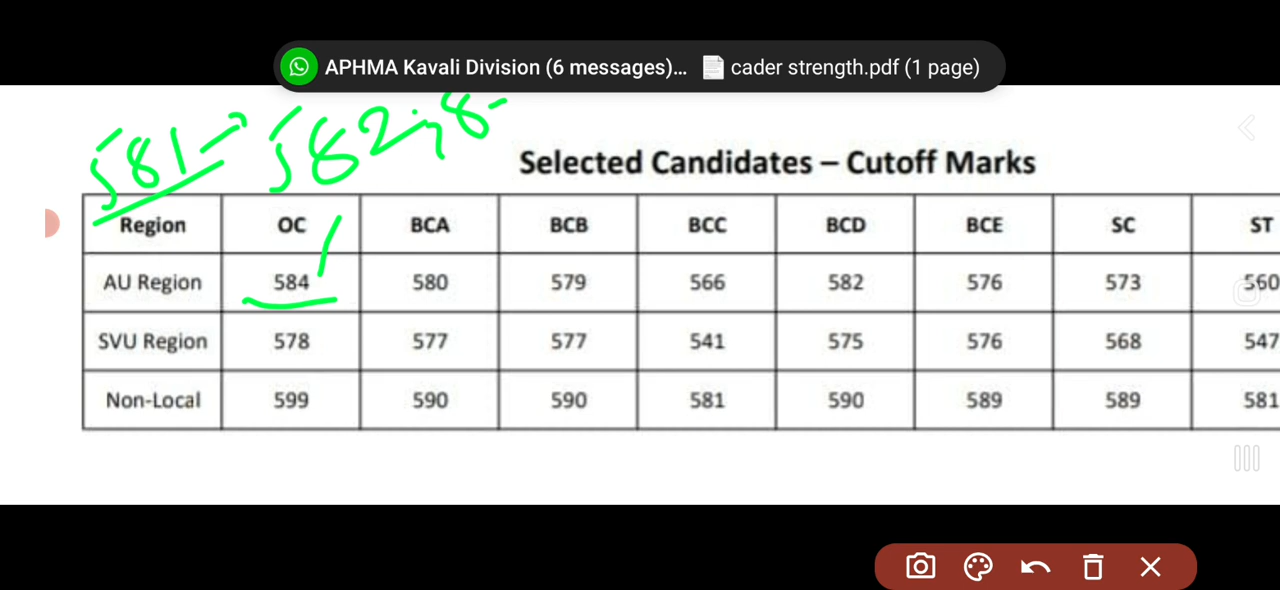 APHMA Kavali Division (6 messages)... 📄 cader strength.pdf (1 page)
581- 582, 8-
Selected Candidates – Cutoff Marks
Region OC BCA BCB BCC BCD BCE SC ST
AU Region 584 580 579 566 582 576 573 560
SVU Region 578 577 577 541 575 576 568 547
Non-Local 599 590 590 581 590 589 589 581